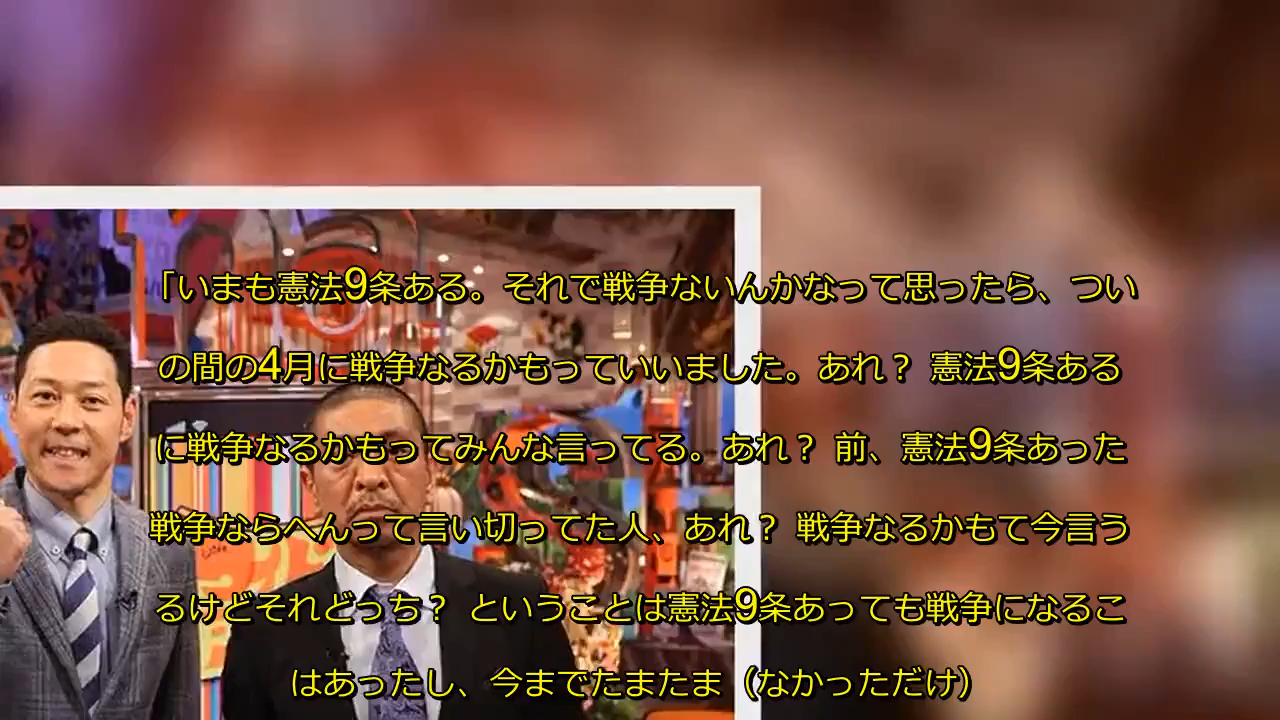 「いまも憲法9条ある。それで戦争ないんかなって思ったら、つい
の間の4月に戦争なるかもっていいました。あれ？ 憲法9条ある
に戦争なるかもってみんな言ってる。あれ？ 前、憲法9条あった
戦争ならへんって言い切ってた人、あれ？ 戦争なるかもて今言う
るけどそれどっち？ ということは憲法9条あっても戦争になるこ
はあったし、今までたまたま（なかっただけ）